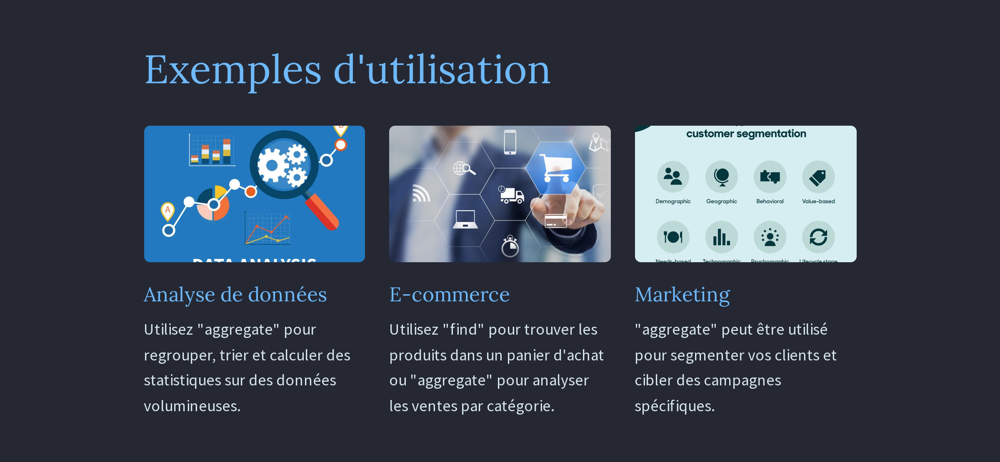 Exemples d'utilisation
B
A
customer segmentation
Demographic
Geographic
Behavioral
Value-based
Needs-based
Technographic
Psychographic
Lifecycle stage
DATA ANALYSIS
Analyse de données
Utilisez "aggregate" pour
regrouper, trier et calculer des
statistiques sur des données
volumineuses.
E-commerce
Utilisez "find" pour trouver les
produits dans un panier d'achat
ou "aggregate" pour analyser
les ventes par catégorie.
Marketing
"aggregate" peut être utilisé
pour segmenter vos clients et
cibler des campagnes
spécifiques.